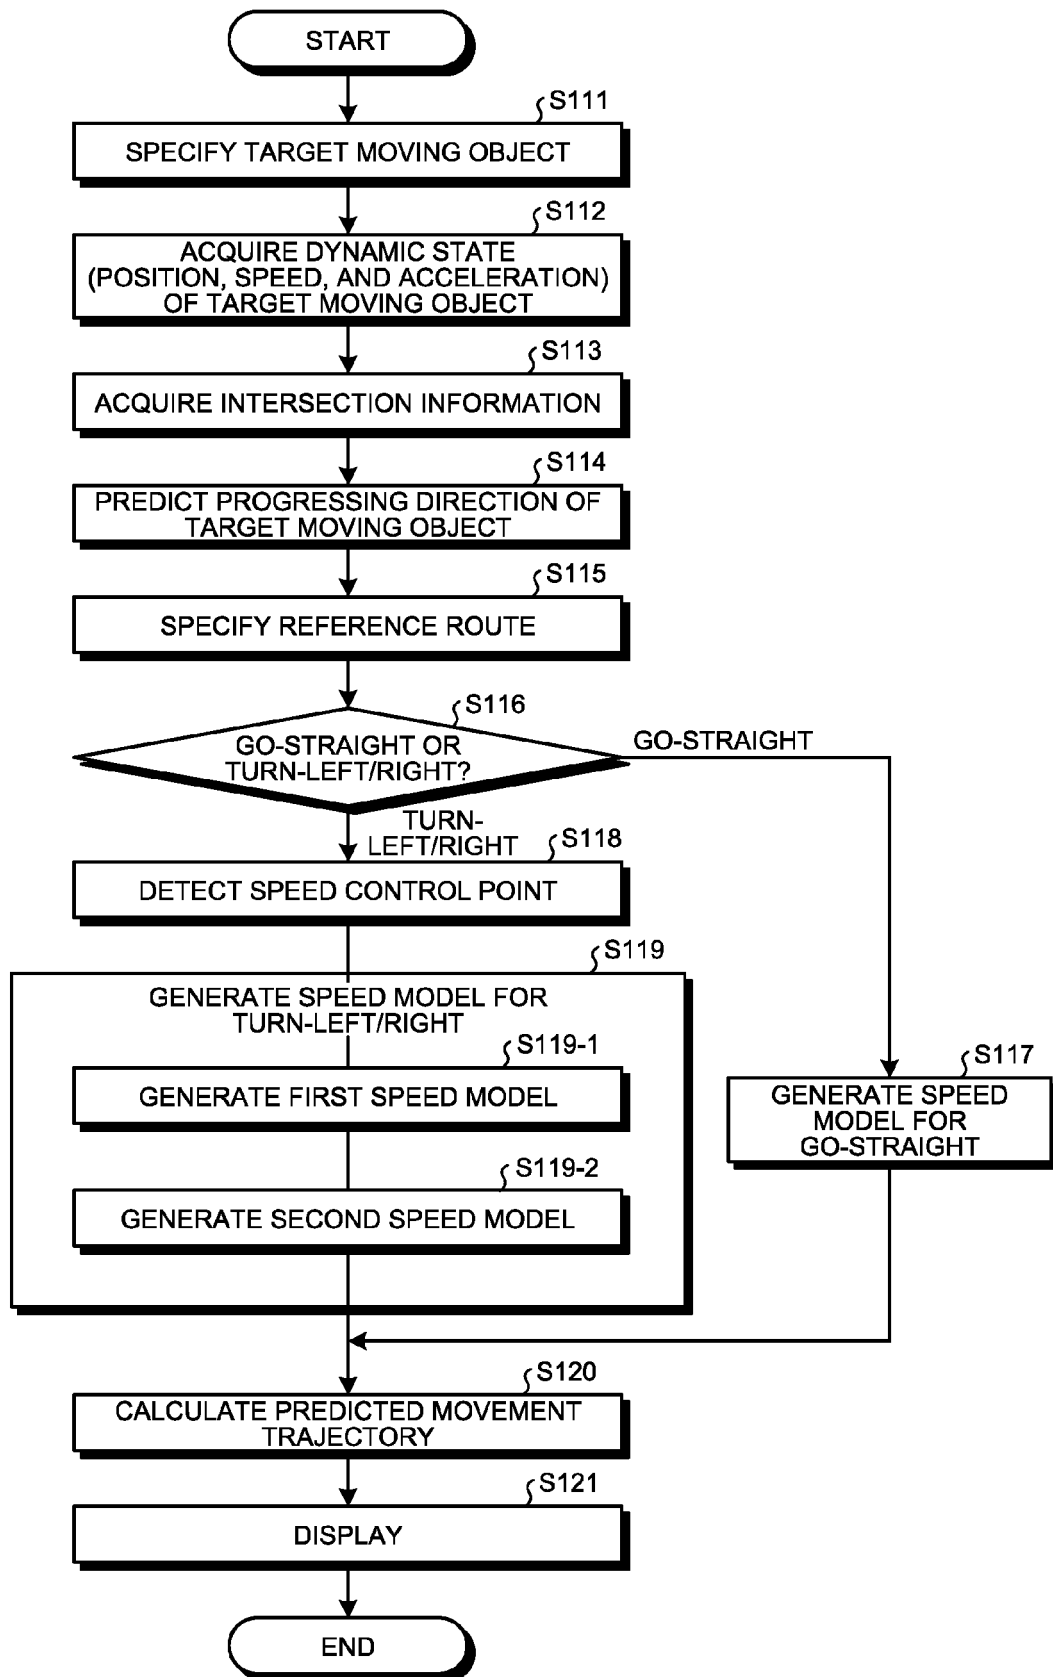 START
S111
SPECIFY TARGET MOVING OBJECT
S112
ACQUIRE DYNAMIC STATE
(POSITION, SPEED, AND ACCELERATION)
OF TARGET MOVING OBJECT
S113
ACQUIRE INTERSECTION INFORMATION
S114
PREDICT PROGRESSING DIRECTION OF
TARGET MOVING OBJECT
S115
SPECIFY REFERENCE ROUTE
S116
GO-STRAIGHT OR
TURN-LEFT/RIGHT?
GO-STRAIGHT
TURN-
LEFT/RIGHT
S118
DETECT SPEED CONTROL POINT
S119
GENERATE SPEED MODEL FOR
TURN-LEFT/RIGHT
S119-1
GENERATE FIRST SPEED MODEL
S119-2
GENERATE SECOND SPEED MODEL
S117
GENERATE SPEED
MODEL FOR
GO-STRAIGHT
S120
CALCULATE PREDICTED MOVEMENT
TRAJECTORY
S121
DISPLAY
END